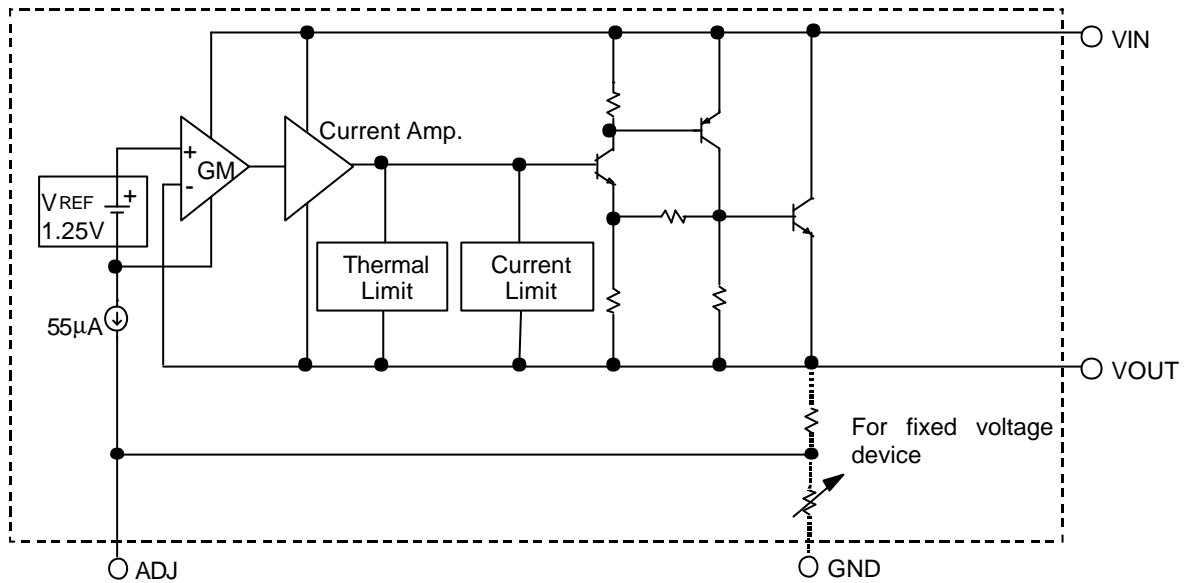 VIN
Current Amp.
+
GM
-
VREF
+
1.25V
Thermal
Limit
Current
Limit
55µA
VOUT
For fixed voltage
device
ADJ
GND